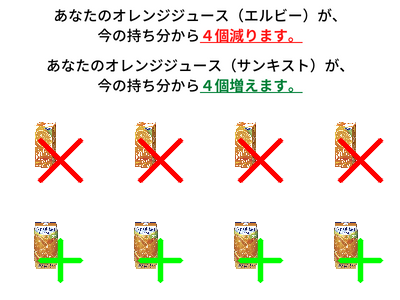 あなたのオレンジジュース（エルビー）が、
今の持ち分から４個減ります。
あなたのオレンジジュース（サンキスト）が、
今の持ち分から４個増えます。